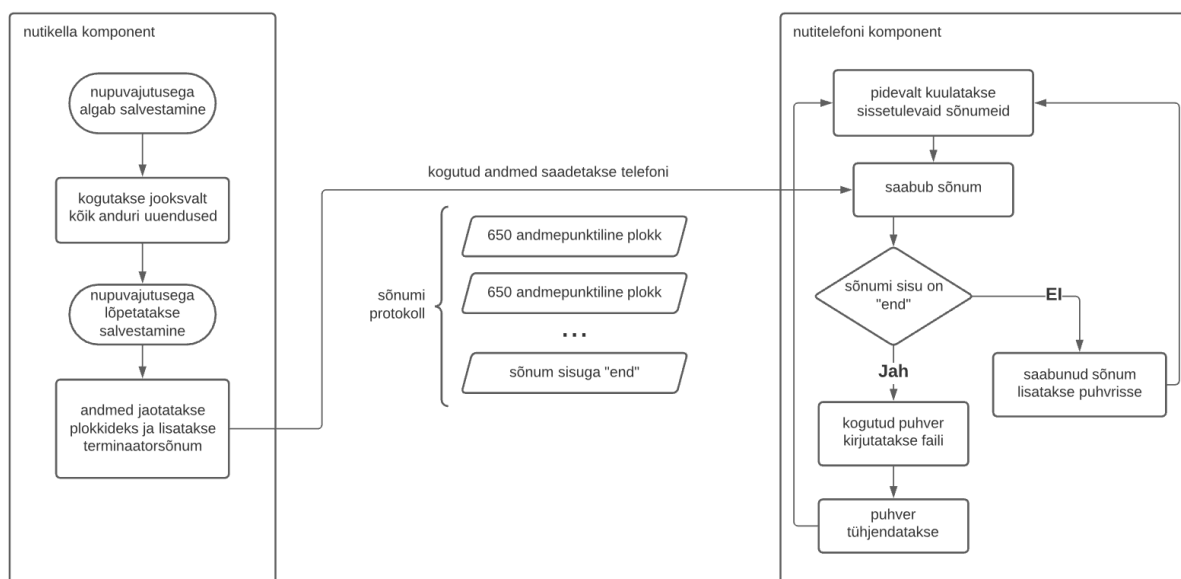 nutikella komponent
nupuvajutusega
algab salvestamine
kogutakse jooksvalt
kõik anduri uuendused
nupuvajutusega
lõpetatakse
salvestamine
andmed jaotatakse
plokkideks ja lisatakse
terminaatorsõnum
kogutud andmed saadetakse telefoni
sõnumi
protokoll
650 andmepunktiline plokk
650 andmepunktiline plokk
...
sõnum sisuga "end"
nutitelefoni komponent
pidevalt kuulatakse
sissetulevaid sõnumeid
saabub sõnum
sõnumi sisu on
"end"
EI
Jah
saabunud sõnum
lisatakse puhvrisse
kogutud puhver
kirjutatakse faili
puhver
tühjendatakse